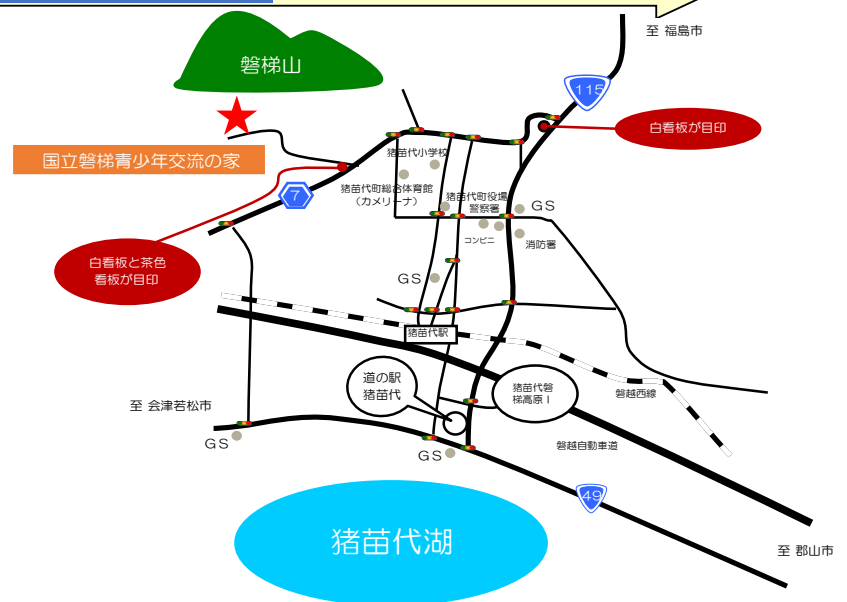 至 福島市
磐梯山
115
白看板が目印
国立磐梯青少年交流の家
猪苗代小学校
7
猪苗代町総合体育館
（カメリーナ）
猪苗代町役場
警察署
GS
コンビニ
消防署
白看板と茶色
看板が目印
GS
猪苗代駅
道の駅
猪苗代
猪苗代磐
梯高原Ｉ
磐越西線
至 会津若松市
GS
GS
磐越自動車道
49
猪苗代湖
至 郡山市